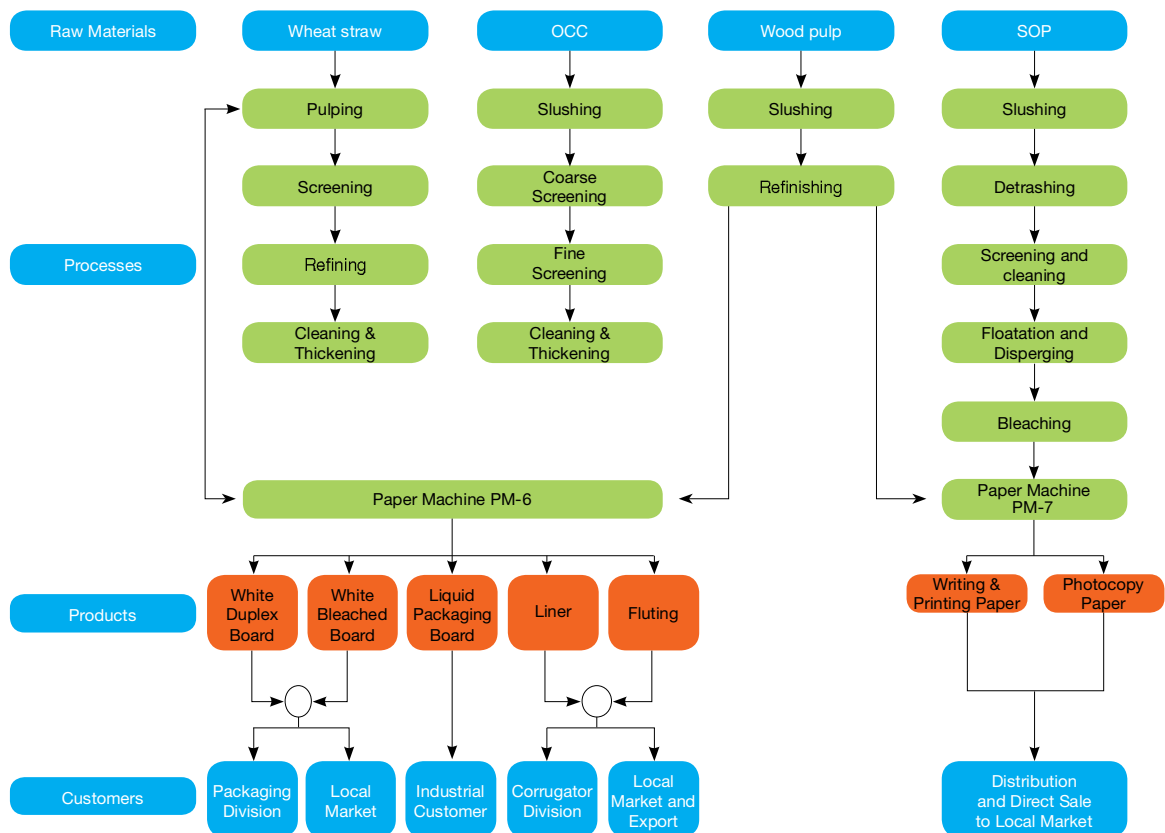 Raw Materials
Wheat straw
OCC
Wood pulp
SOP
Pulping
Slushing
Slushing
Slushing
Screening
Coarse
Screening
Refinishing
Detrashing
Processes
Refining
Fine
Screening
Screening and
cleaning
Cleaning &
Thickening
Cleaning &
Thickening
Floatation and
Disperging
Bleaching
Paper Machine PM-6
Paper Machine
PM-7
Products
White
Duplex
Board
White
Bleached
Board
Liquid
Packaging
Board
Liner
Fluting
Writing &
Printing Paper
Photocopy
Paper
Customers
Packaging
Division
Local
Market
Industrial
Customer
Corrugator
Division
Local
Market and
Export
Distribution
and Direct Sale
to Local Market